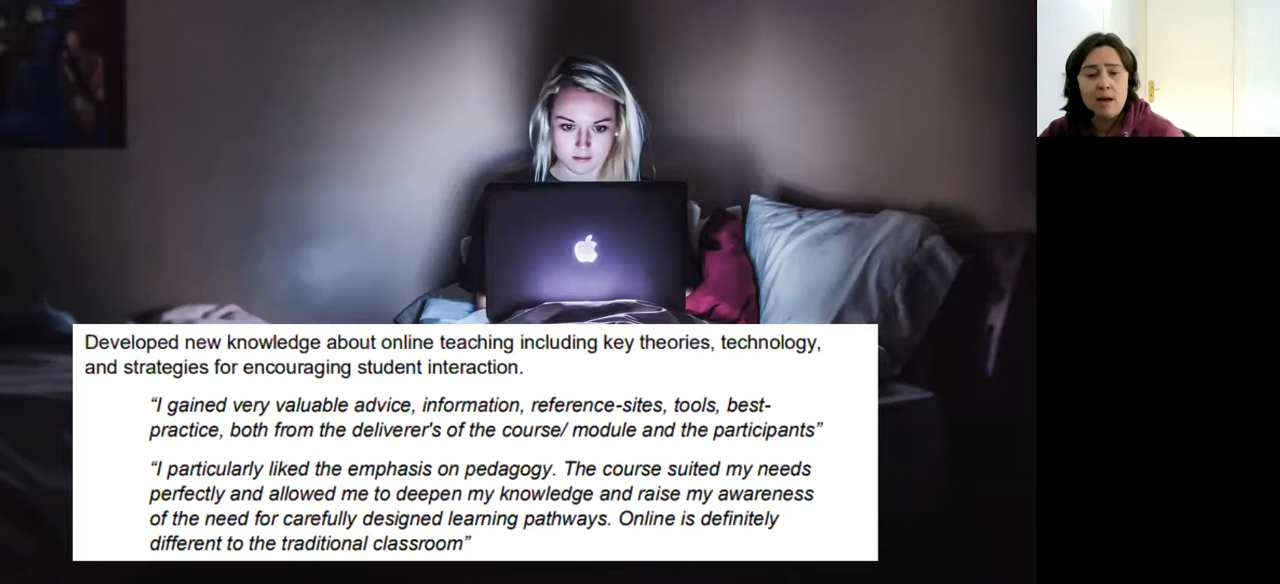 Developed new knowledge about online teaching including key theories, technology,
and strategies for encouraging student interaction.
“I gained very valuable advice, information, reference-sites, tools, best-
practice, both from the deliverer's of the course/ module and the participants”
“I particularly liked the emphasis on pedagogy. The course suited my needs
perfectly and allowed me to deepen my knowledge and raise my awareness
of the need for carefully designed learning pathways. Online is definitely
different to the traditional classroom”